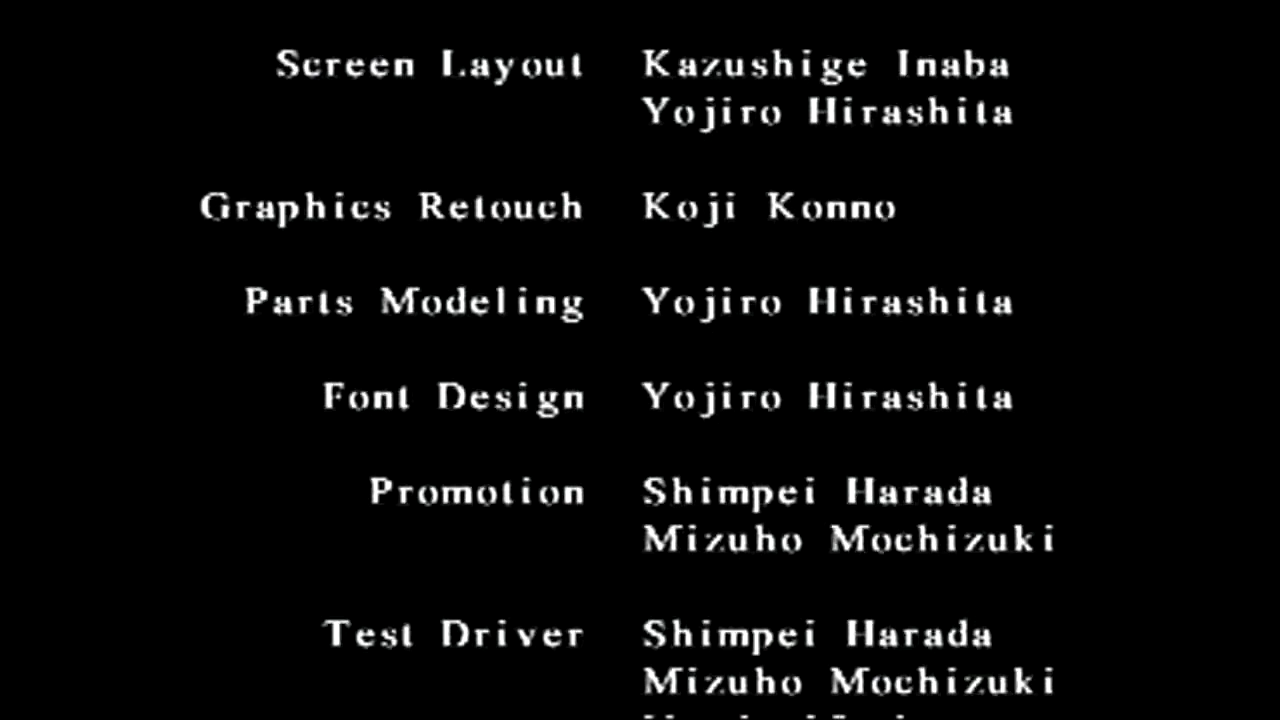 Screen Layout Kazushige Inaba
Yojiro Hirashita
Graphics Retouch Koji Konno
Parts Modeling Yojiro Hirashita
Font Design Yojiro Hirashita
Promotion Shimpei Harada
Mizuho Mochizuki
Test Driver Shimpei Harada
Mizuho Mochizuki